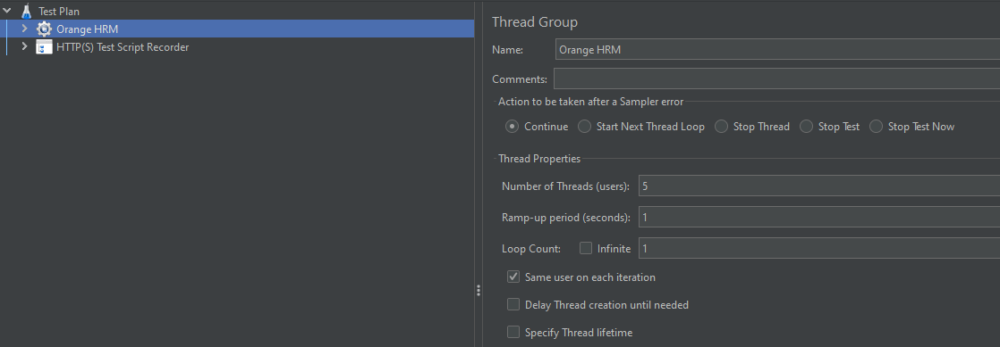 Test Plan
Orange HRM
HTTP(S) Test Script Recorder
Thread Group
Name: Orange HRM
Comments:
Action to be taken after a Sampler error
Continue Start Next Thread Loop Stop Thread Stop Test Stop Test Now
Thread Properties
Number of Threads (users): 5
Ramp-up period (seconds): 1
Loop Count: Infinite 1
Same user on each iteration
Delay Thread creation until needed
Specify Thread lifetime